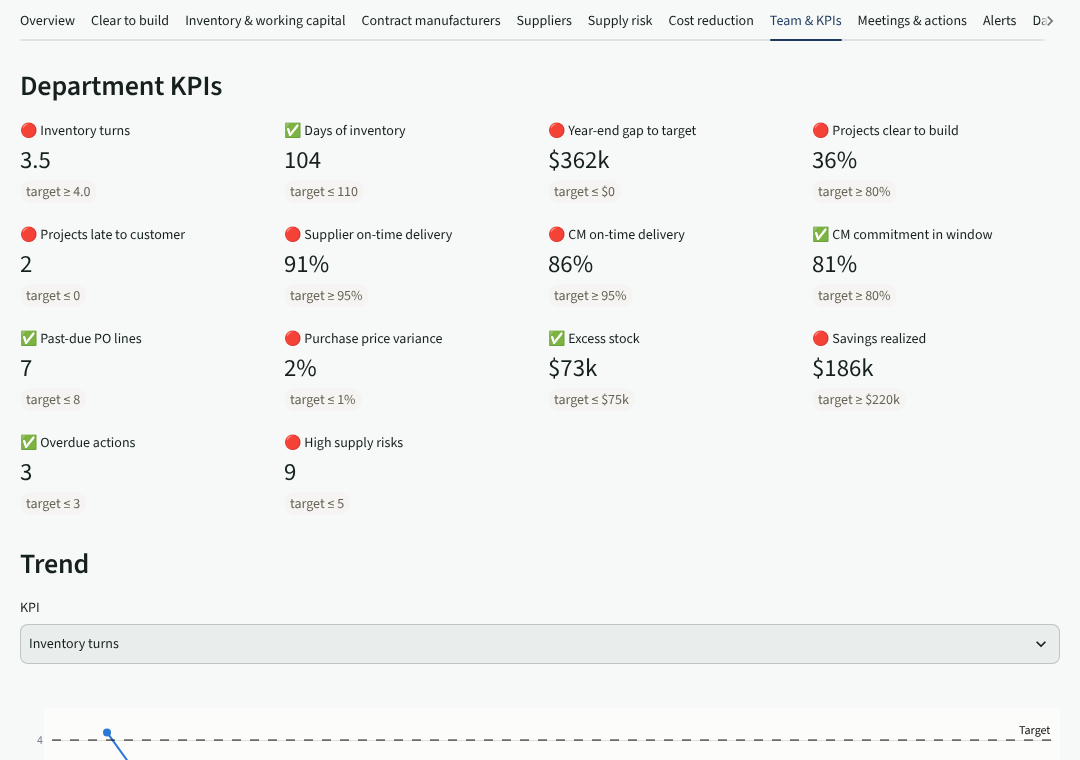 Overview Clear to build Inventory & working capital Contract manufacturers Suppliers Supply risk Cost reduction Team & KPIs Meetings & actions Alerts
Department KPIs
Inventory turns Days of inventory Year-end gap to target Projects clear to build
3.5 104 $362k 36%
target ≥ 4.0 target ≤ 110 target ≤ $0 target ≥ 80%
Projects late to customer Supplier on-time delivery CM on-time delivery CM commitment in window
2 91% 86% 81%
target ≤ 0 target ≥ 95% target ≥ 95% target ≥ 80%
Past-due PO lines Purchase price variance Excess stock Savings realized
7 2% $73k $186k
target ≤ 8 target ≤ 1% target ≤ $75k target ≥ $220k
Overdue actions High supply risks
3 9
target ≤ 3 target ≤ 5
Trend
KPI
Inventory turns
Target
4